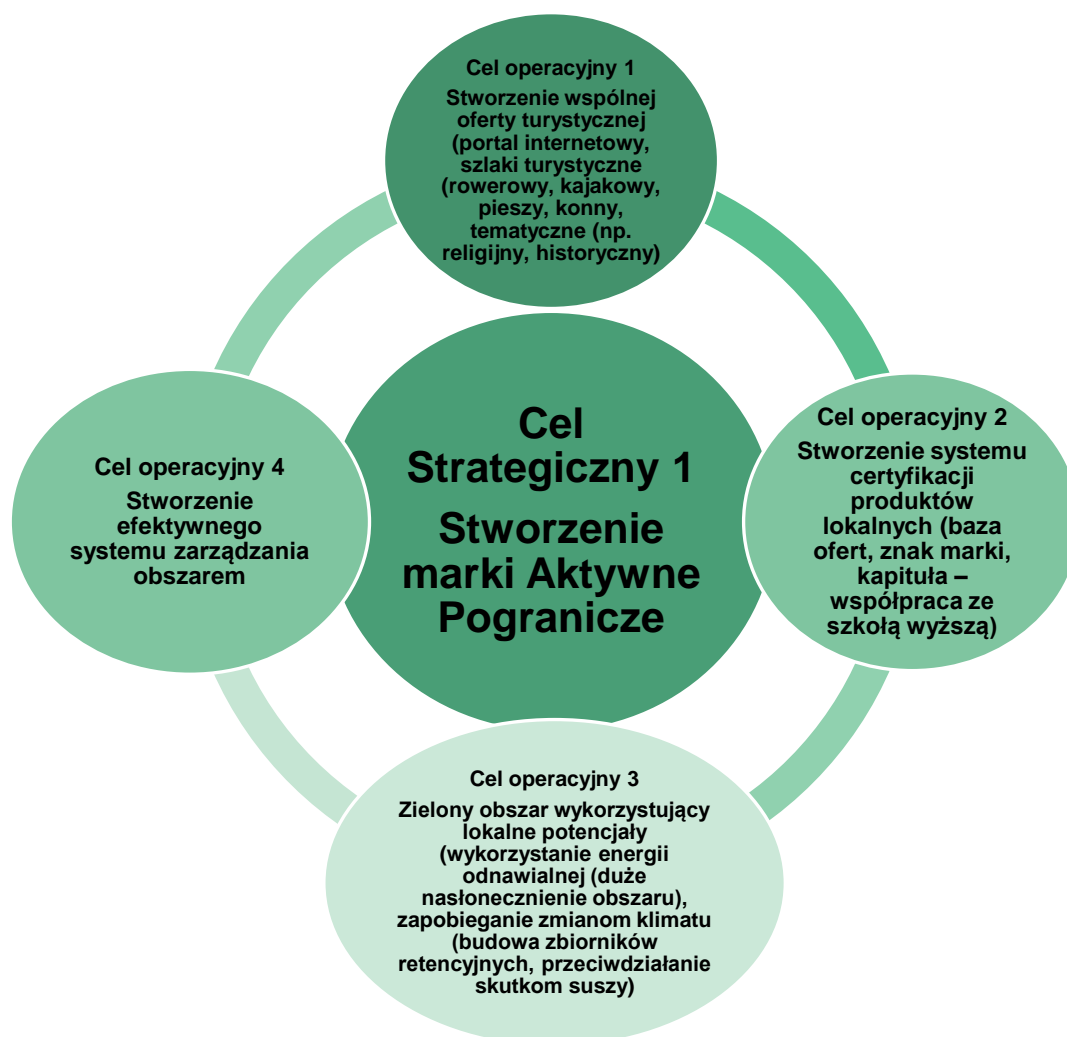 Cel operacyjny 1
Stworzenie wspólnej
oferty turystycznej
(portal internetowy,
szlaki turystyczne
(rowerowy, kajakowy,
pieszy, konny,
tematyczne (np.
religijny, historyczny)
Cel
Strategiczny 1
Stworzenie
marki Aktywne
Pogranicze
Cel operacyjny 2
Stworzenie systemu
certyfikacji
produktów
lokalnych (baza
ofert, znak marki,
kapituła –
współpraca ze
szkołą wyższą)
Cel operacyjny 3
Zielony obszar wykorzystujący
lokalne potencjały
(wykorzystanie energii
odnawialnej (duże
nasłonecznienie obszaru),
zapobieganie zmianom klimatu
(budowa zbiorników
retencyjnych, przeciwdziałanie
skutkom suszy)
Cel operacyjny 4
Stworzenie
efektywnego
systemu zarządzania
obszarem